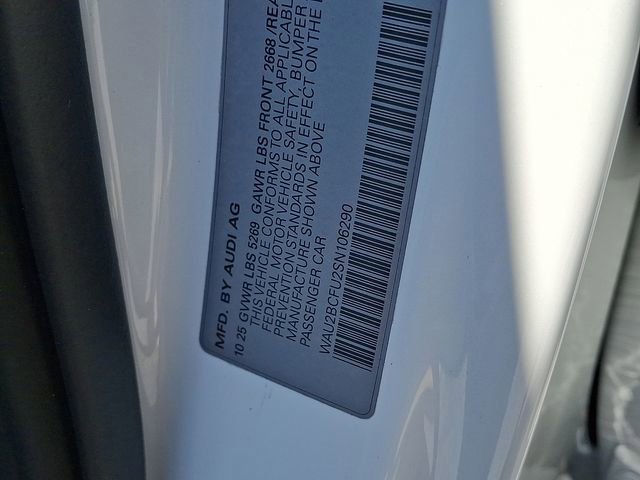 MFD. BY AUDI AG
10 25 GVWR LBS 5269 GAWR LBS FRONT 2668 /REA
THIS VEHICLE CONFORMS TO ALL APPLICABL
FEDERAL MOTOR VEHICLE SAFETY, BUMPER
PREVENTION STANDARDS IN EFFECT ON THE
MANUFACTURE SHOWN ABOVE
PASSENGER CAR
WAU2BCFU2SN106290